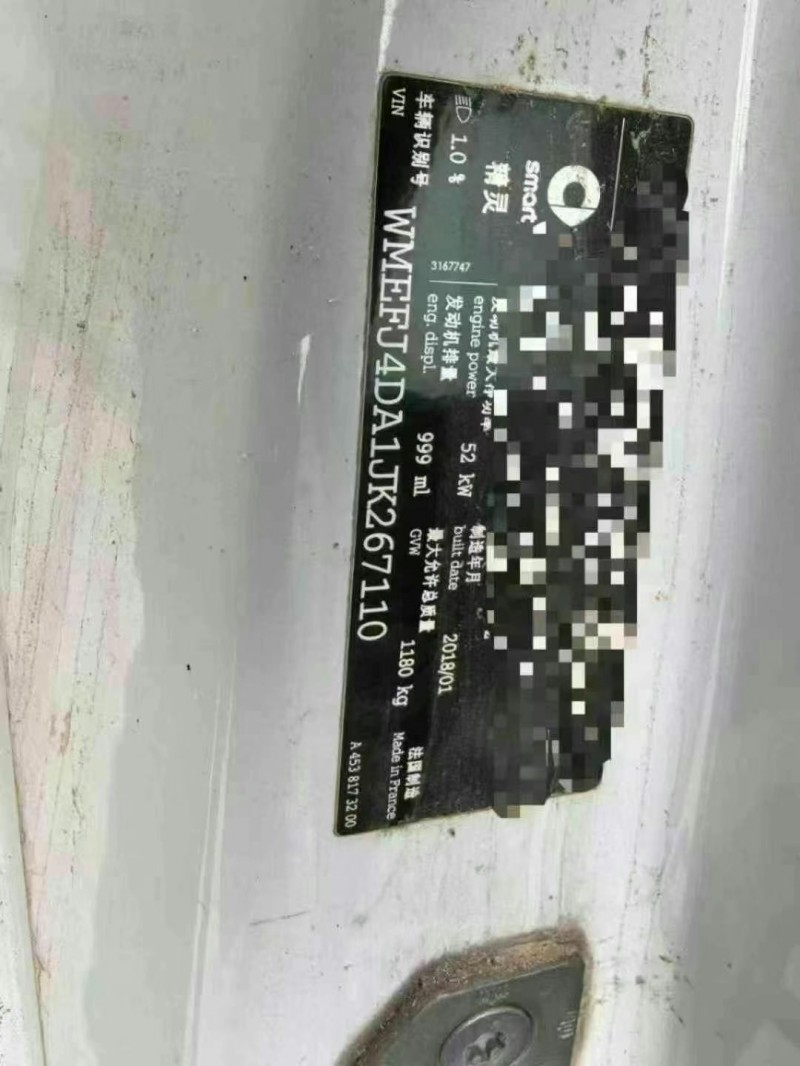 smart
精灵
1.0 %
3167747
engine power 52 kW
制造年月
built date 2018/01
发动机排量
eng. displ. 999 ml
最大允许总质量
GVW 1180 kg
法国制造
Made in France
车辆识别号
VIN WMEFJ4DA1JK267110
A 453 817 32 00